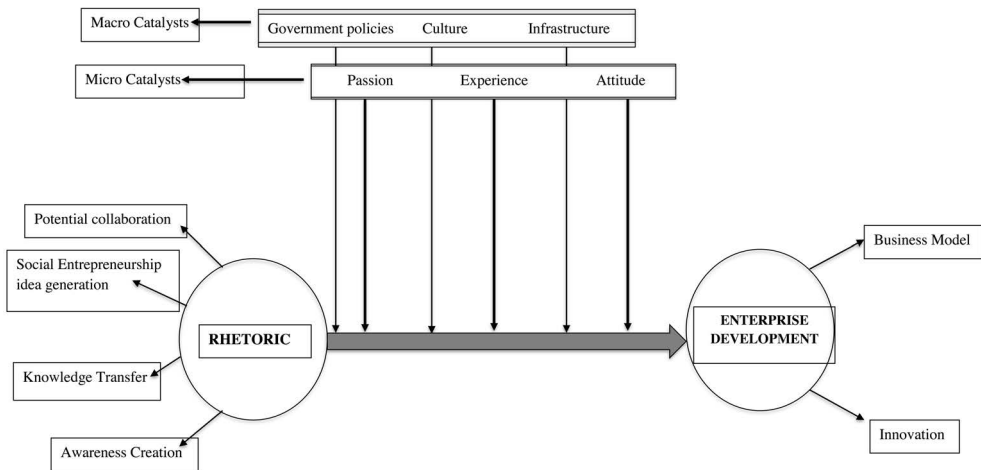 Macro Catalysts
Government policies Culture Infrastructure
Micro Catalysts
Passion Experience Attitude
Potential collaboration
Social Entrepreneurship
idea generation
RHETORIC
Knowledge Transfer
Awareness Creation
Business Model
ENTERPRISE
DEVELOPMENT
Innovation